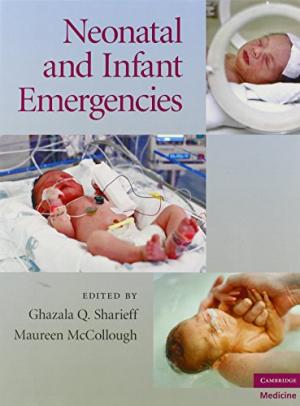 Neonatal
and Infant
Emergencies
EDITED BY
Ghazala Q. Sharieff
Maureen McCollough
CAMBRIDGE
Medicine